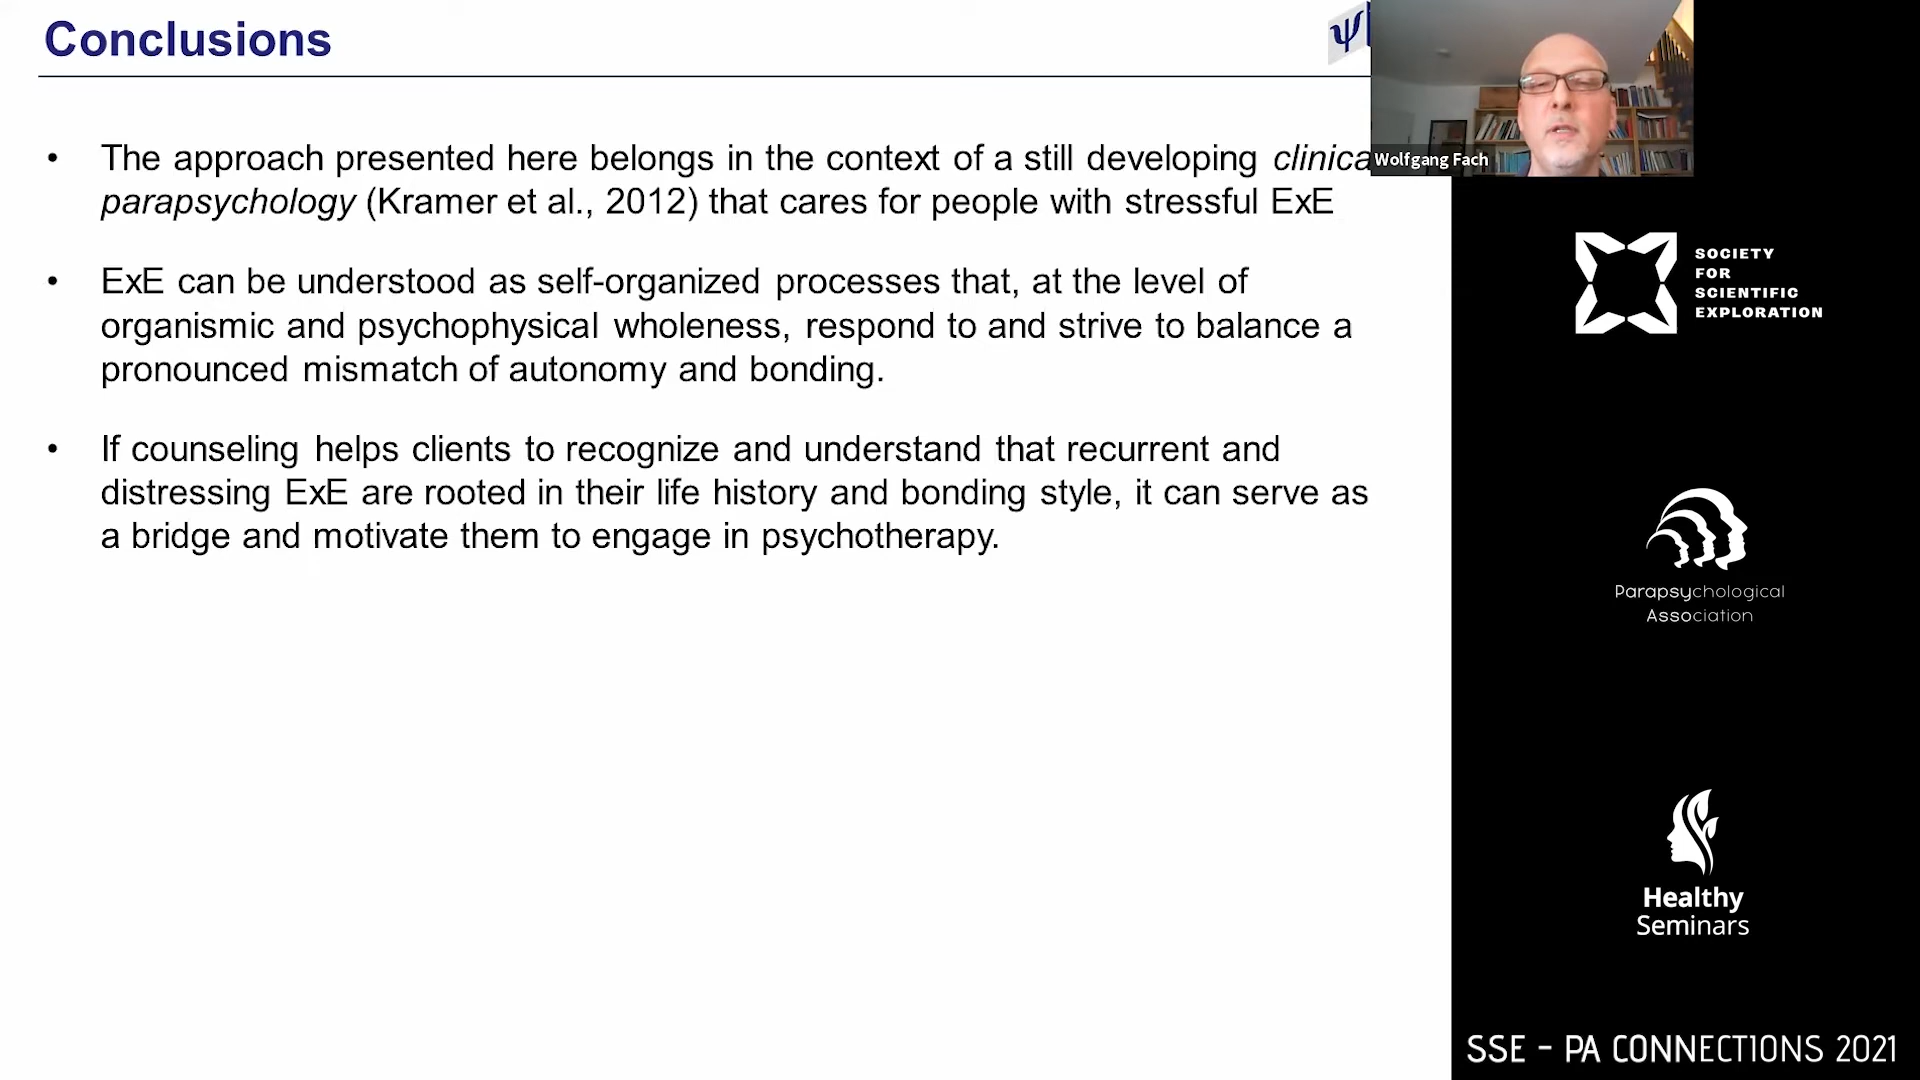 Conclusions
ψ
• The approach presented here belongs in the context of a still developing clinica
parapsychology (Kramer et al., 2012) that cares for people with stressful ExE
• ExE can be understood as self-organized processes that, at the level of
organismic and psychophysical wholeness, respond to and strive to balance a
pronounced mismatch of autonomy and bonding.
• If counseling helps clients to recognize and understand that recurrent and
distressing ExE are rooted in their life history and bonding style, it can serve as
a bridge and motivate them to engage in psychotherapy.
Wolfgang Fach
SOCIETY
FOR
SCIENTIFIC
EXPLORATION
Parapsychological
Association
Healthy
Seminars
SSE - PA CONNECTIONS 2021